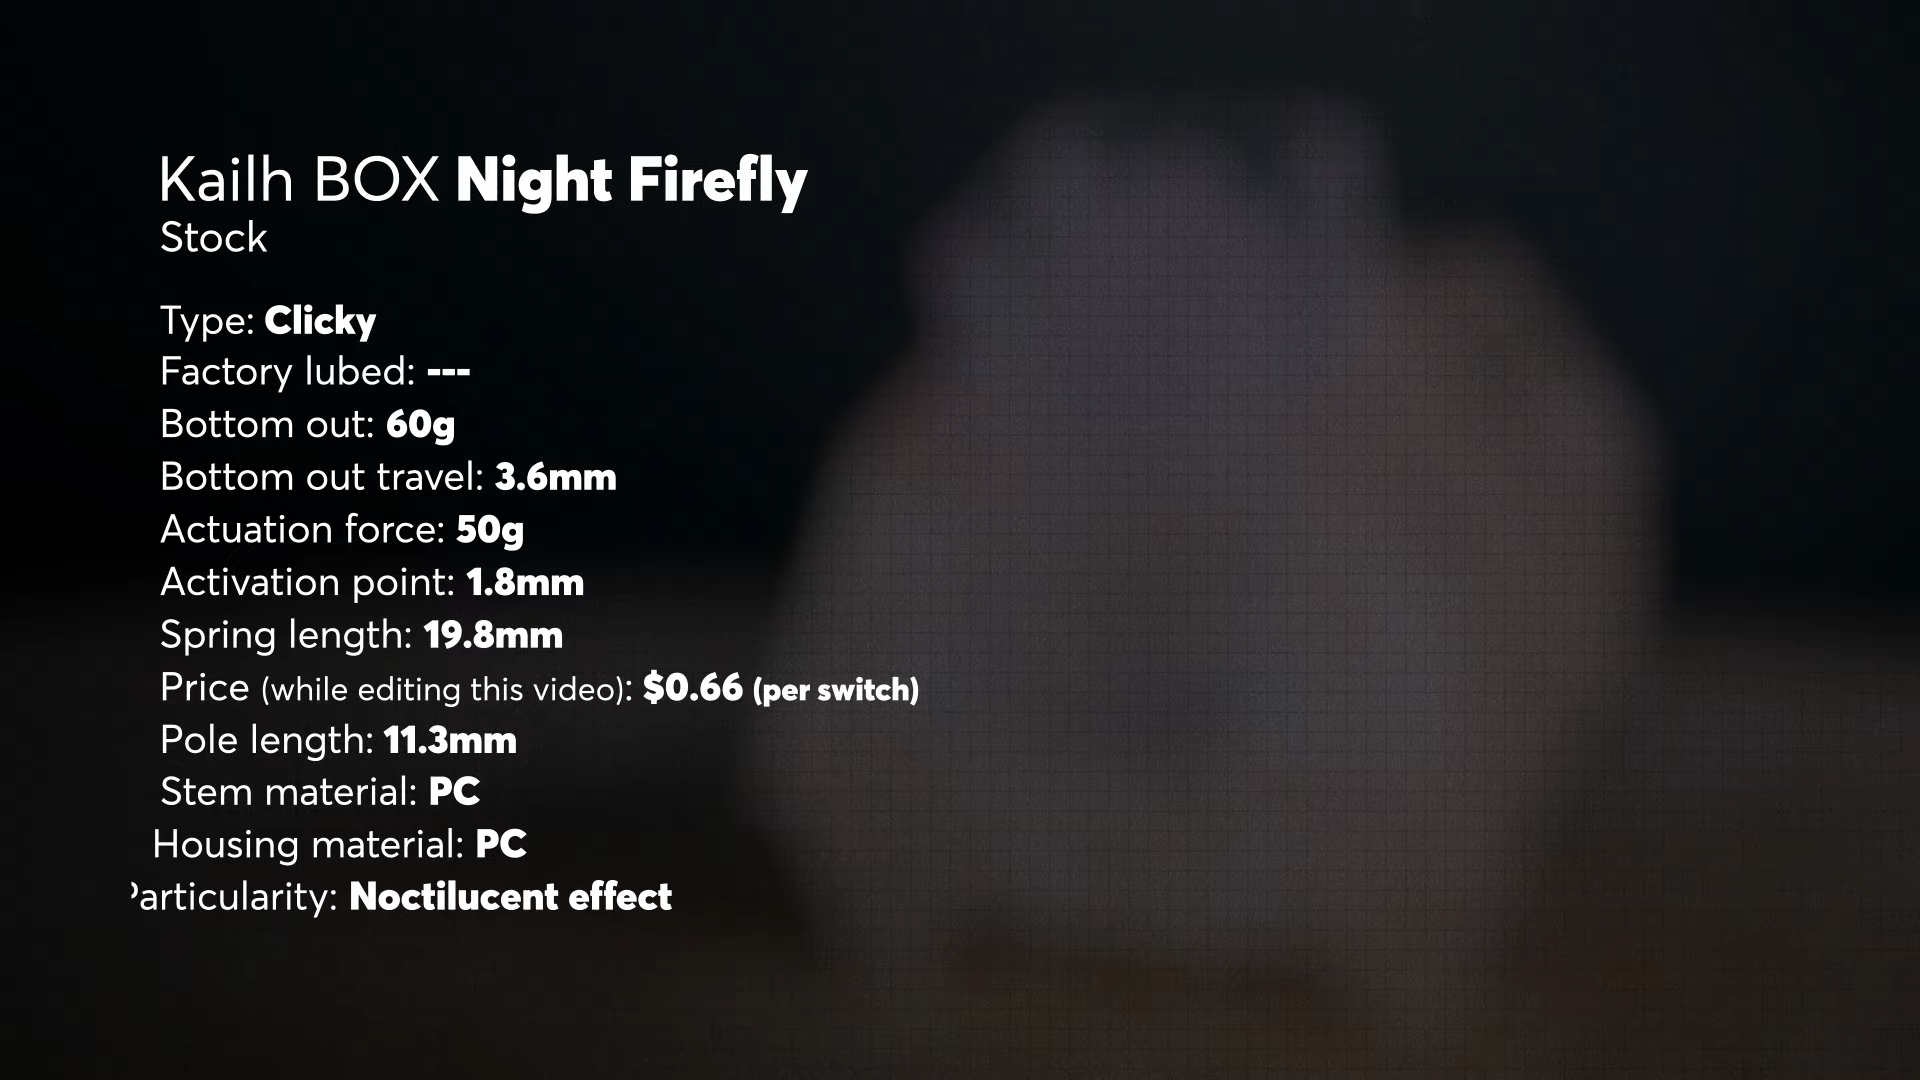 Kailh BOX Night Firefly
Stock
Type: Clicky
Factory lubed: ---
Bottom out: 60g
Bottom out travel: 3.6mm
Actuation force: 50g
Activation point: 1.8mm
Spring length: 19.8mm
Price (while editing this video): $0.66 (per switch)
Pole length: 11.3mm
Stem material: PC
Housing material: PC
Particularity: Noctilucent effect